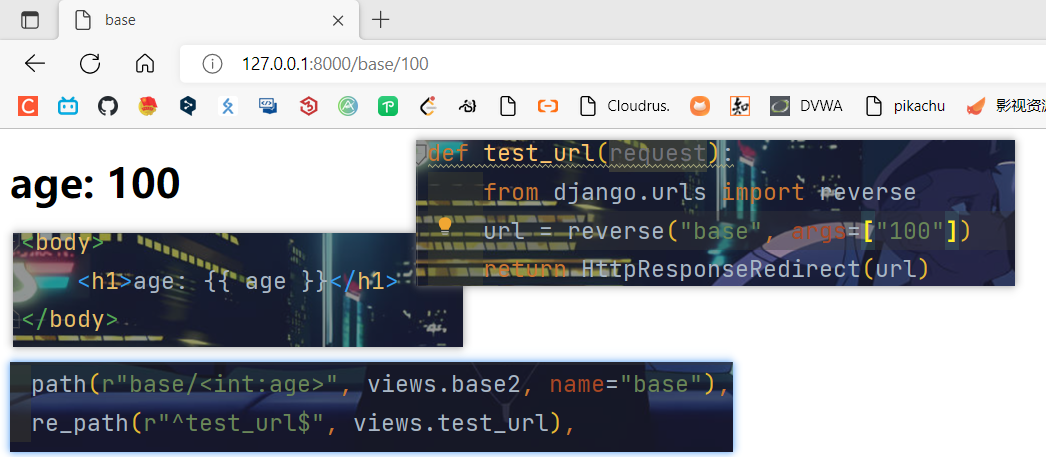 base
127.0.0.1:8000/base/100
Cloudrus.
知
DVWA
pikachu
影视资源
age: 100
def test_url(request):
from django.urls import reverse
url = reverse("base", args=["100"])
return HttpResponseRedirect(url)
<body>
<h1>age: {{ age }}</h1>
</body>
path(r"base/<int:age>", views.base2, name="base"),
re_path(r"^test_url$", views.test_url),